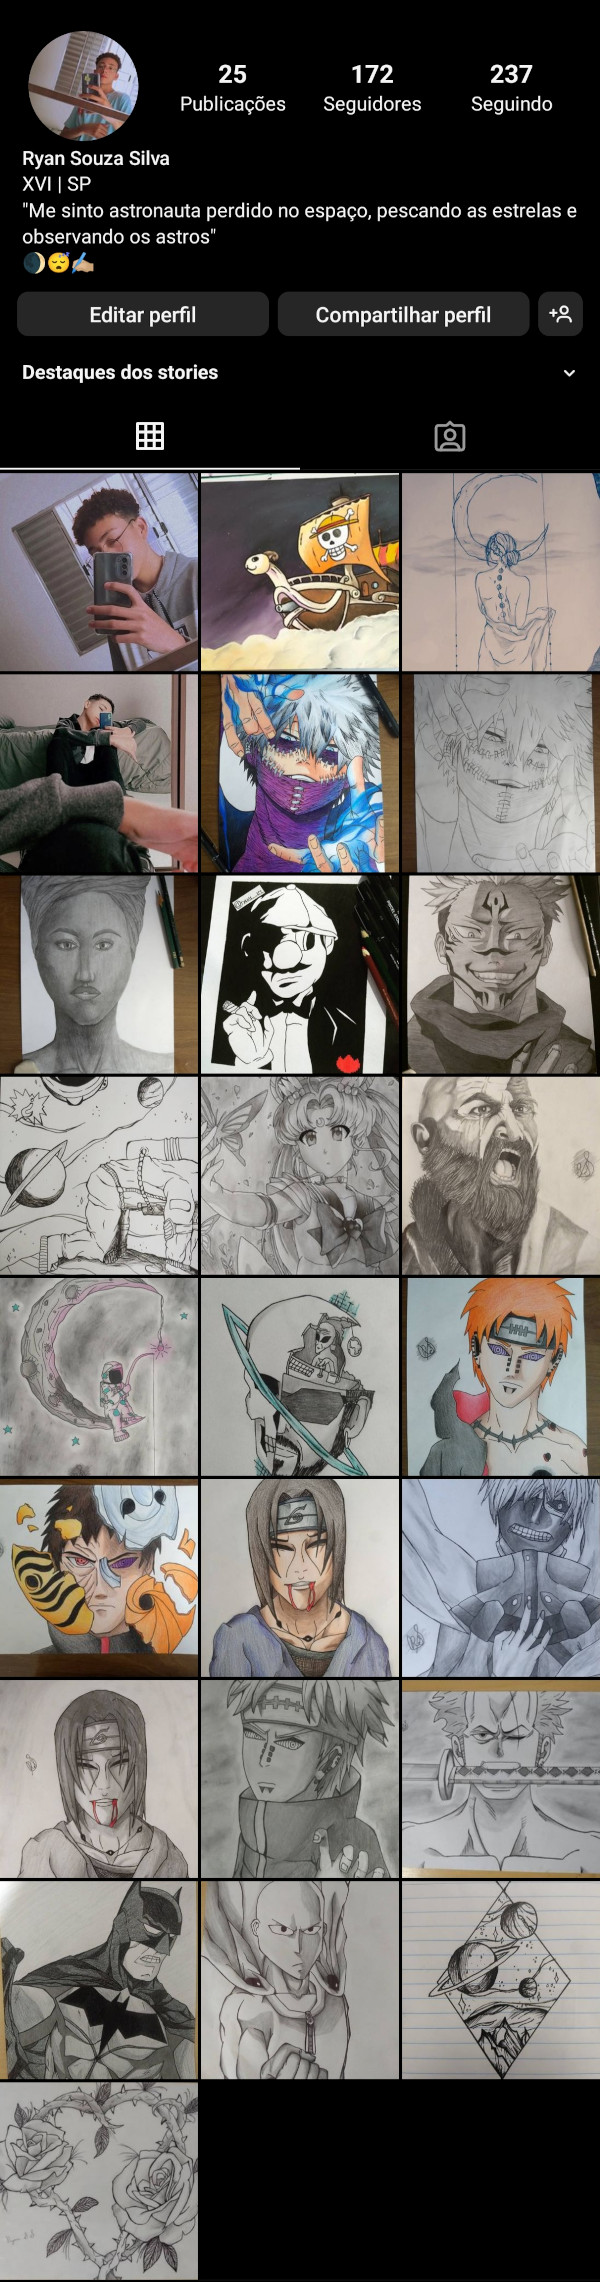 25
172
237
Publicações
Seguidores
Seguindo
Ryan Souza Silva
XVI | SP
"Me sinto astronauta perdido no espaço, pescando as estrelas e
observando os astros"
Editar perfil
Compartilhar perfil
Destaques dos stories